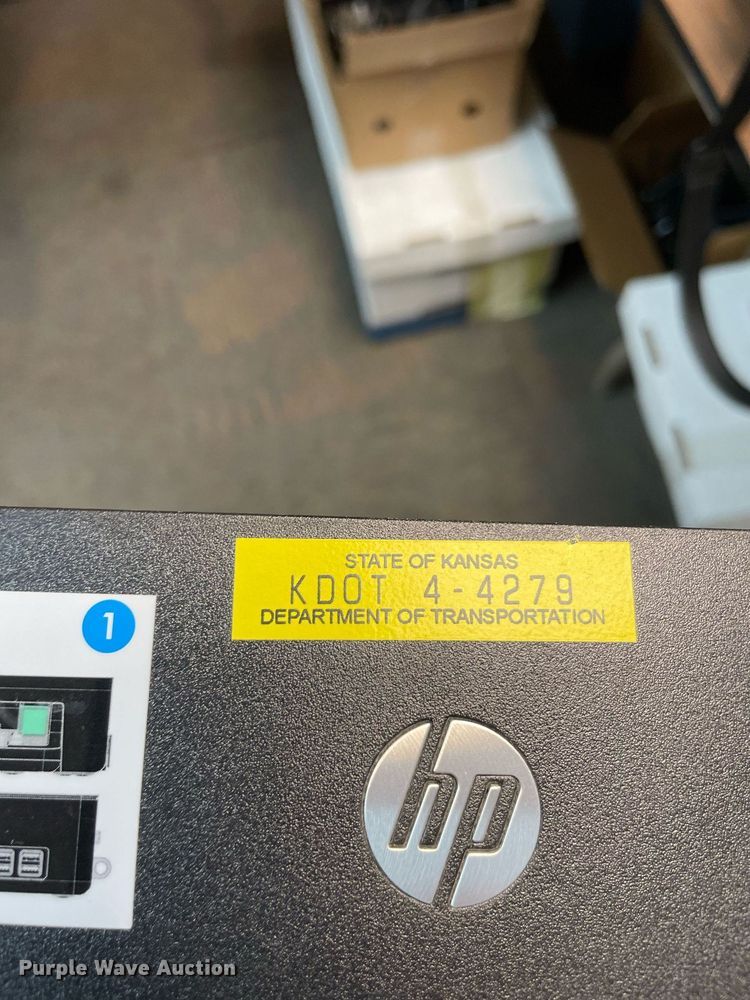 STATE OF KANSAS
KDOT 4-4279
DEPARTMENT OF TRANSPORTATION
1
hp
Purple Wave Auction